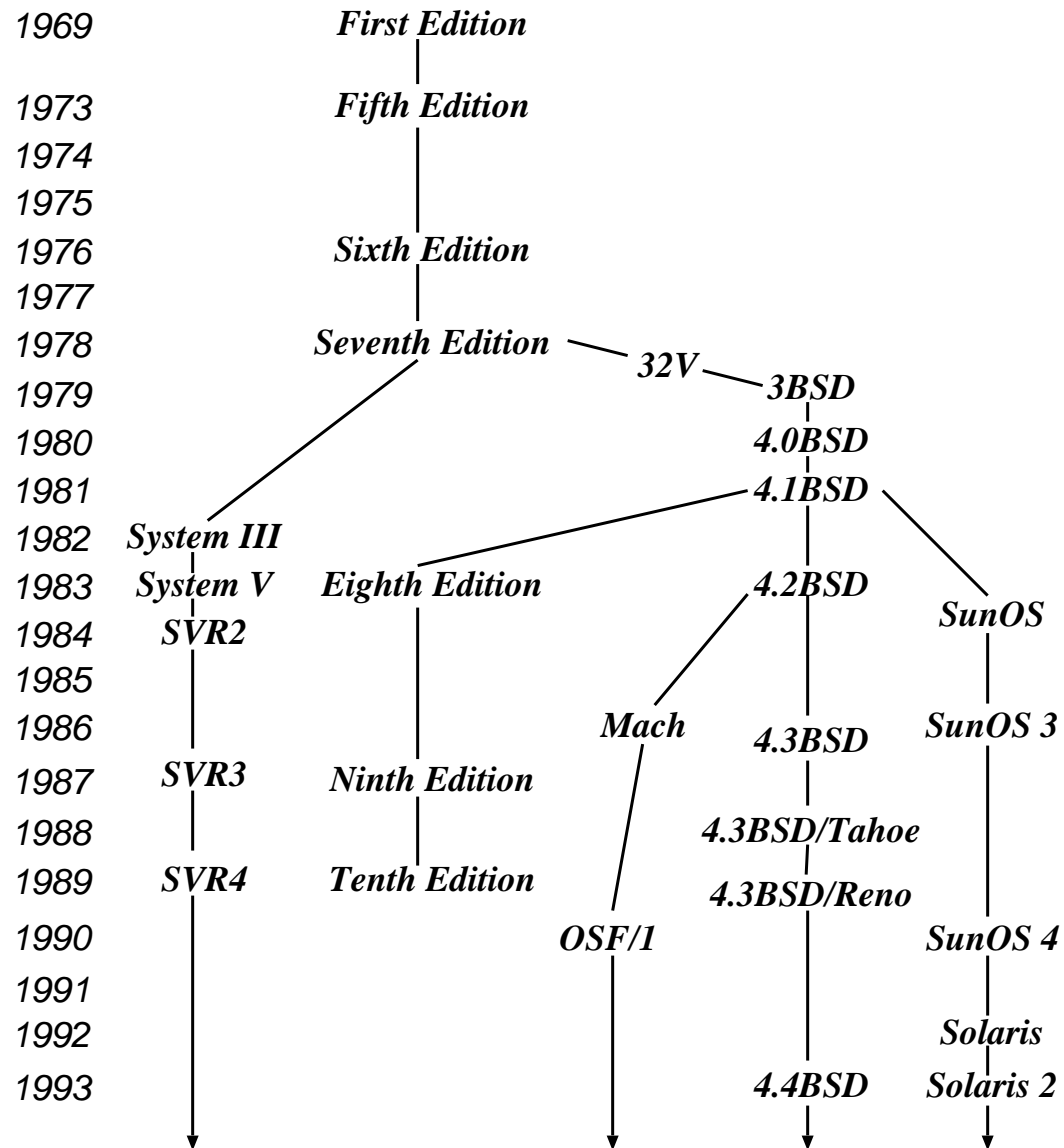 1969 First Edition
1973 Fifth Edition
1974
1975
1976 Sixth Edition
1977
1978 Seventh Edition
32V
1979 3BSD
1980 4.0BSD
1981 4.1BSD
1982 System III
1983 System V Eighth Edition 4.2BSD
SunOS
1984 SVR2
1985
1986 Mach 4.3BSD SunOS 3
1987 SVR3 Ninth Edition
1988 4.3BSD/Tahoe
1989 SVR4 Tenth Edition
4.3BSD/Reno
1990 OSF/1 SunOS 4
1991
1992 Solaris
1993 4.4BSD Solaris 2